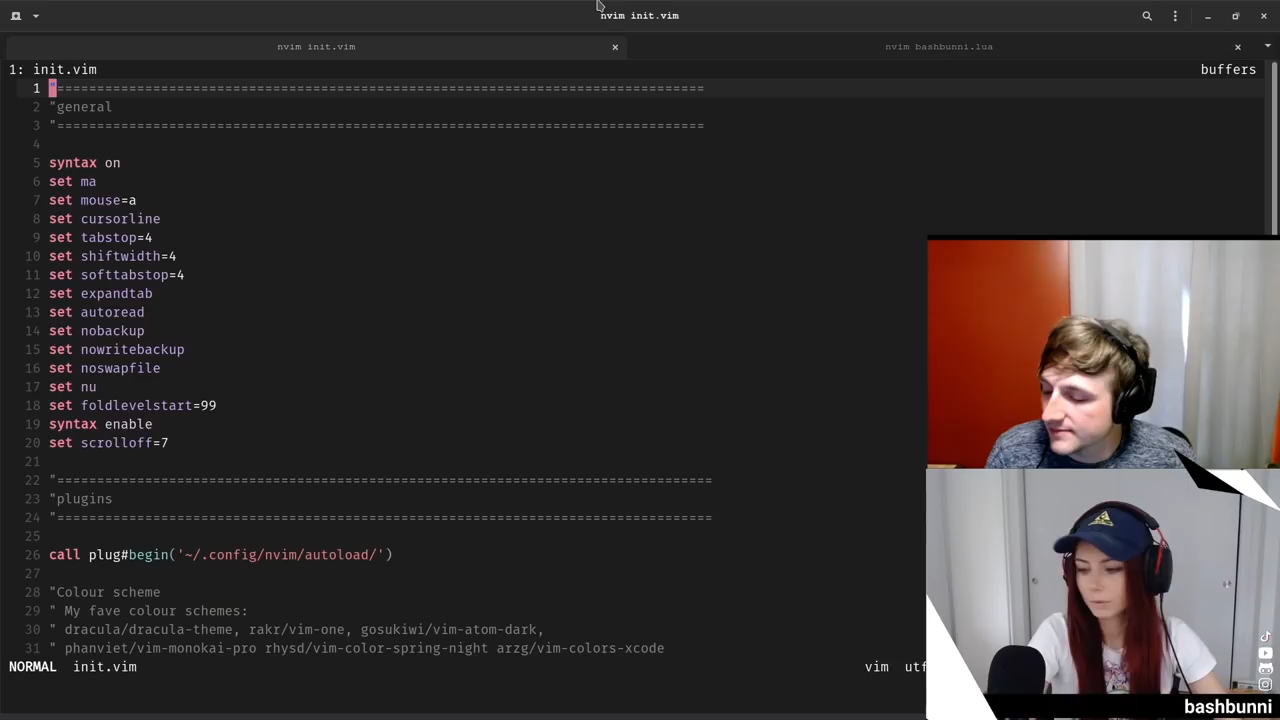 nvim init.vim
nvim init.vim
nvim bashbunni.lua
1: init.vim
buffers
1 "===================================================================================
2 "general
3 "===================================================================================
4
5 syntax on
6 set ma
7 set mouse=a
8 set cursorline
9 set tabstop=4
10 set shiftwidth=4
11 set softtabstop=4
12 set expandtab
13 set autoread
14 set nobackup
15 set nowritebackup
16 set noswapfile
17 set nu
18 set foldlevelstart=99
19 syntax enable
20 set scrolloff=7
21
22 "====================================================================================
23 "plugins
24 "====================================================================================
25
26 call plug#begin('~/.config/nvim/autoload/')
27
28 "Colour scheme
29 " My fave colour schemes:
30 " dracula/dracula-theme, rakr/vim-one, gosukiwi/vim-atom-dark,
31 " phanviet/vim-monokai-pro rhysd/vim-color-spring-night arzg/vim-colors-xcode
NORMAL init.vim
vim utf
bashbunni